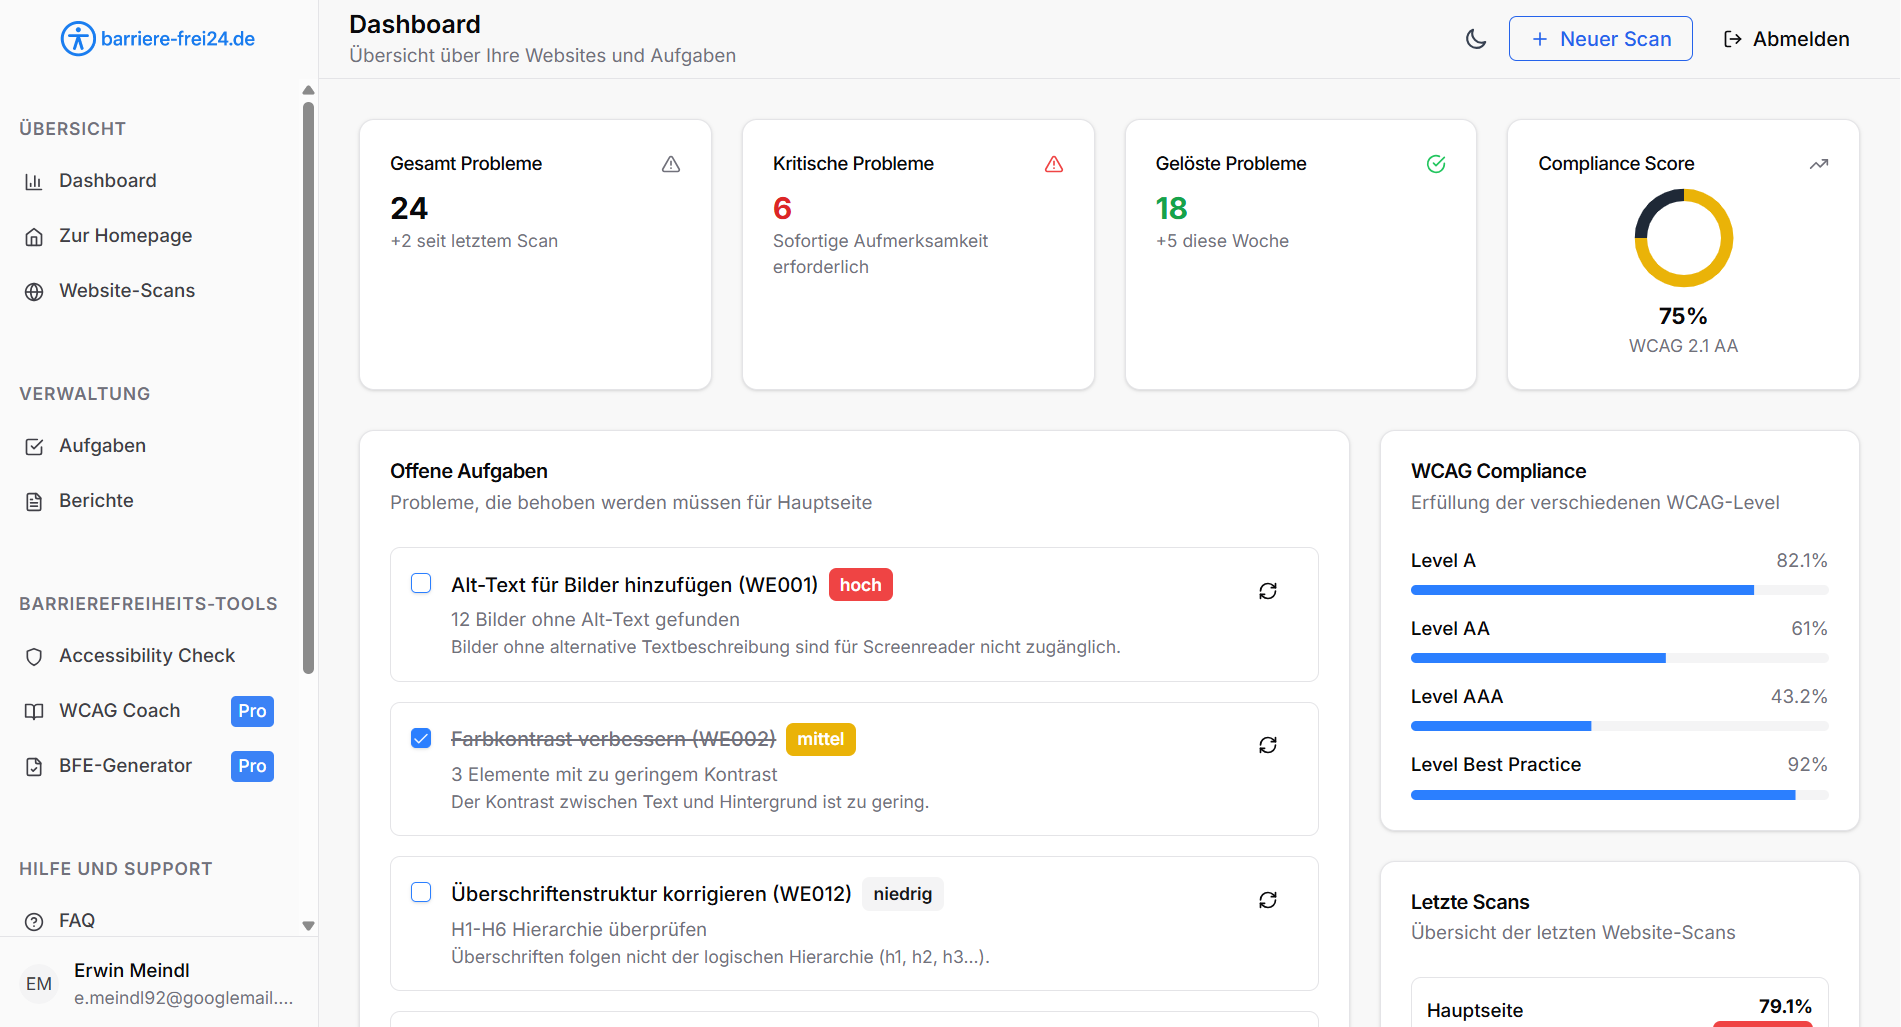 barriere-frei24.de
ÜBERSICHT
Dashboard
Zur Homepage
Website-Scans
VERWALTUNG
Aufgaben
Berichte
BARRIEREFREIHEITS-TOOLS
Accessibility Check
WCAG Coach Pro
BFE-Generator Pro
HILFE UND SUPPORT
FAQ
EM
Erwin Meindl
e.meindl92@googlemail....
Dashboard
Übersicht über Ihre Websites und Aufgaben
Neuer Scan
Abmelden
Gesamt Probleme
24
+2 seit letztem Scan
Kritische Probleme
6
Sofortige Aufmerksamkeit
erforderlich
Gelöste Probleme
18
+5 diese Woche
Compliance Score
75%
WCAG 2.1 AA
Offene Aufgaben
Probleme, die behoben werden müssen für Hauptseite
Alt-Text für Bilder hinzufügen (WE001) hoch
12 Bilder ohne Alt-Text gefunden
Bilder ohne alternative Textbeschreibung sind für Screenreader nicht zugänglich.
Farbkontrast verbessern (WE002) mittel
3 Elemente mit zu geringem Kontrast
Der Kontrast zwischen Text und Hintergrund ist zu gering.
Überschriftenstruktur korrigieren (WE012) niedrig
H1-H6 Hierarchie überprüfen
Überschriften folgen nicht der logischen Hierarchie (h1, h2, h3...).
WCAG Compliance
Erfüllung der verschiedenen WCAG-Level
Level A 82.1%
Level AA 61%
Level AAA 43.2%
Level Best Practice 92%
Letzte Scans
Übersicht der letzten Website-Scans
Hauptseite 79.1%